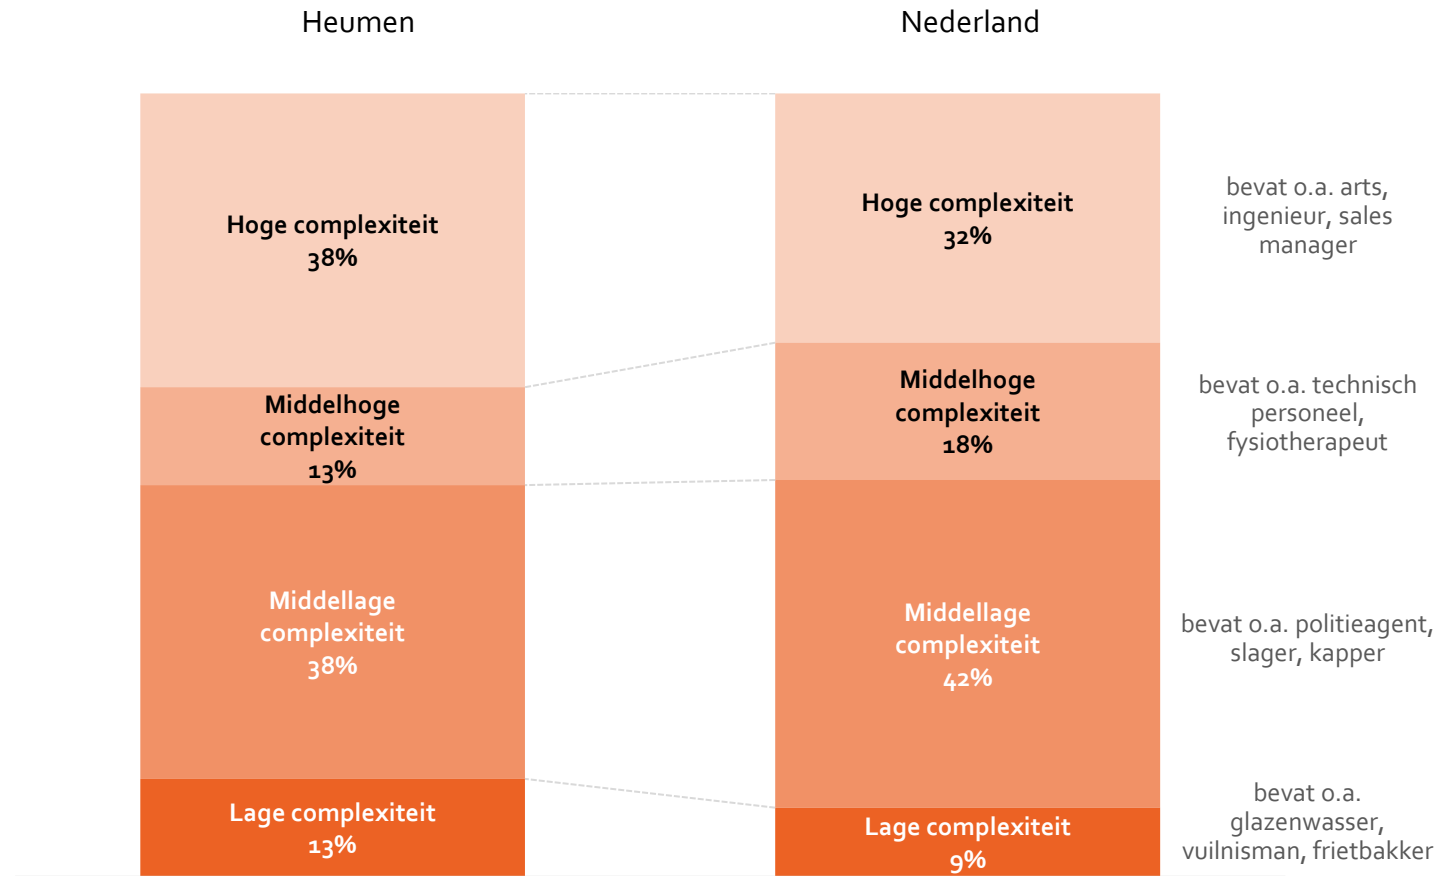 Heumen
Nederland
Hoge complexiteit
38%
Hoge complexiteit
32%
bevat o.a. arts,
ingenieur, sales
manager
Middelhoge
complexiteit
13%
Middelhoge
complexiteit
18%
bevat o.a. technisch
personeel,
fysiotherapeut
Middellage
complexiteit
38%
Middellage
complexiteit
42%
bevat o.a. politieagent,
slager, kapper
Lage complexiteit
13%
Lage complexiteit
9%
bevat o.a.
glazenwasser,
vuilnisman, frietbakker